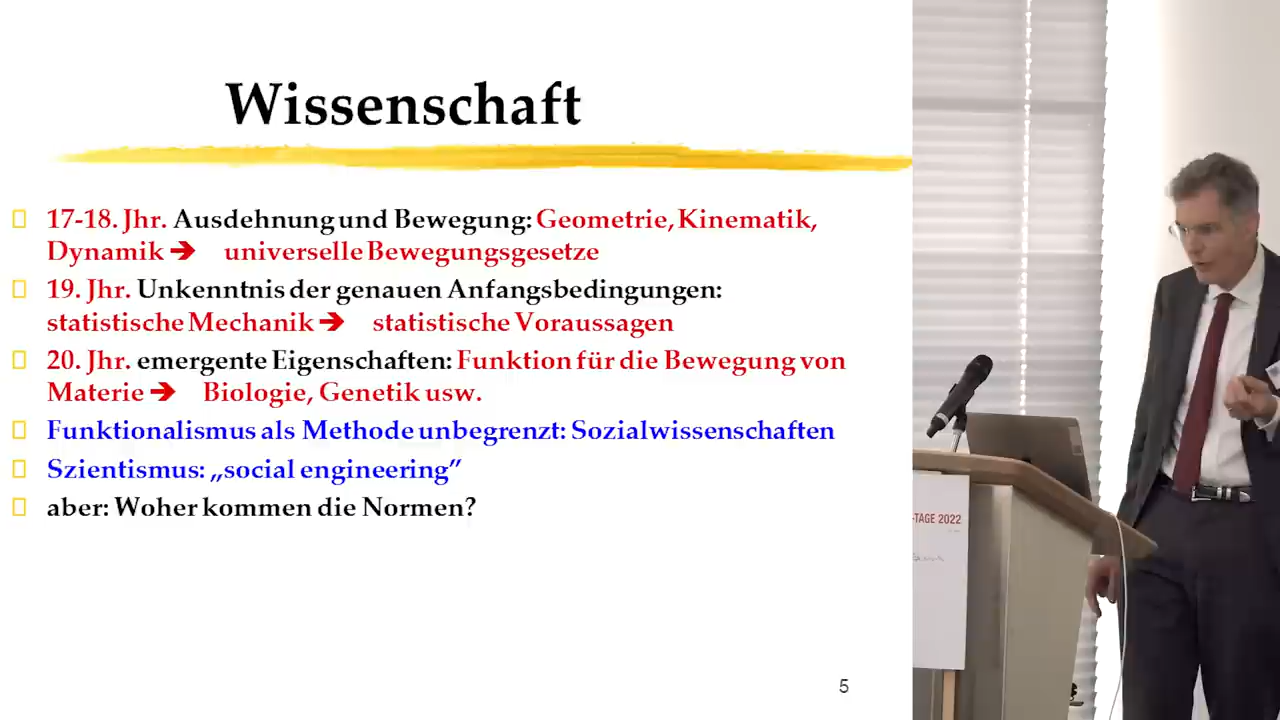 Wissenschaft
17-18. Jhr. Ausdehnung und Bewegung: Geometrie, Kinematik,
Dynamik ➔ universelle Bewegungsgesetze
19. Jhr. Unkenntnis der genauen Anfangsbedingungen:
statistische Mechanik ➔ statistische Voraussagen
20. Jhr. emergente Eigenschaften: Funktion für die Bewegung von
Materie ➔ Biologie, Genetik usw.
Funktionalismus als Methode unbegrenzt: Sozialwissenschaften
Szientismus: „social engineering”
aber: Woher kommen die Normen?
5
-TAGE 2022